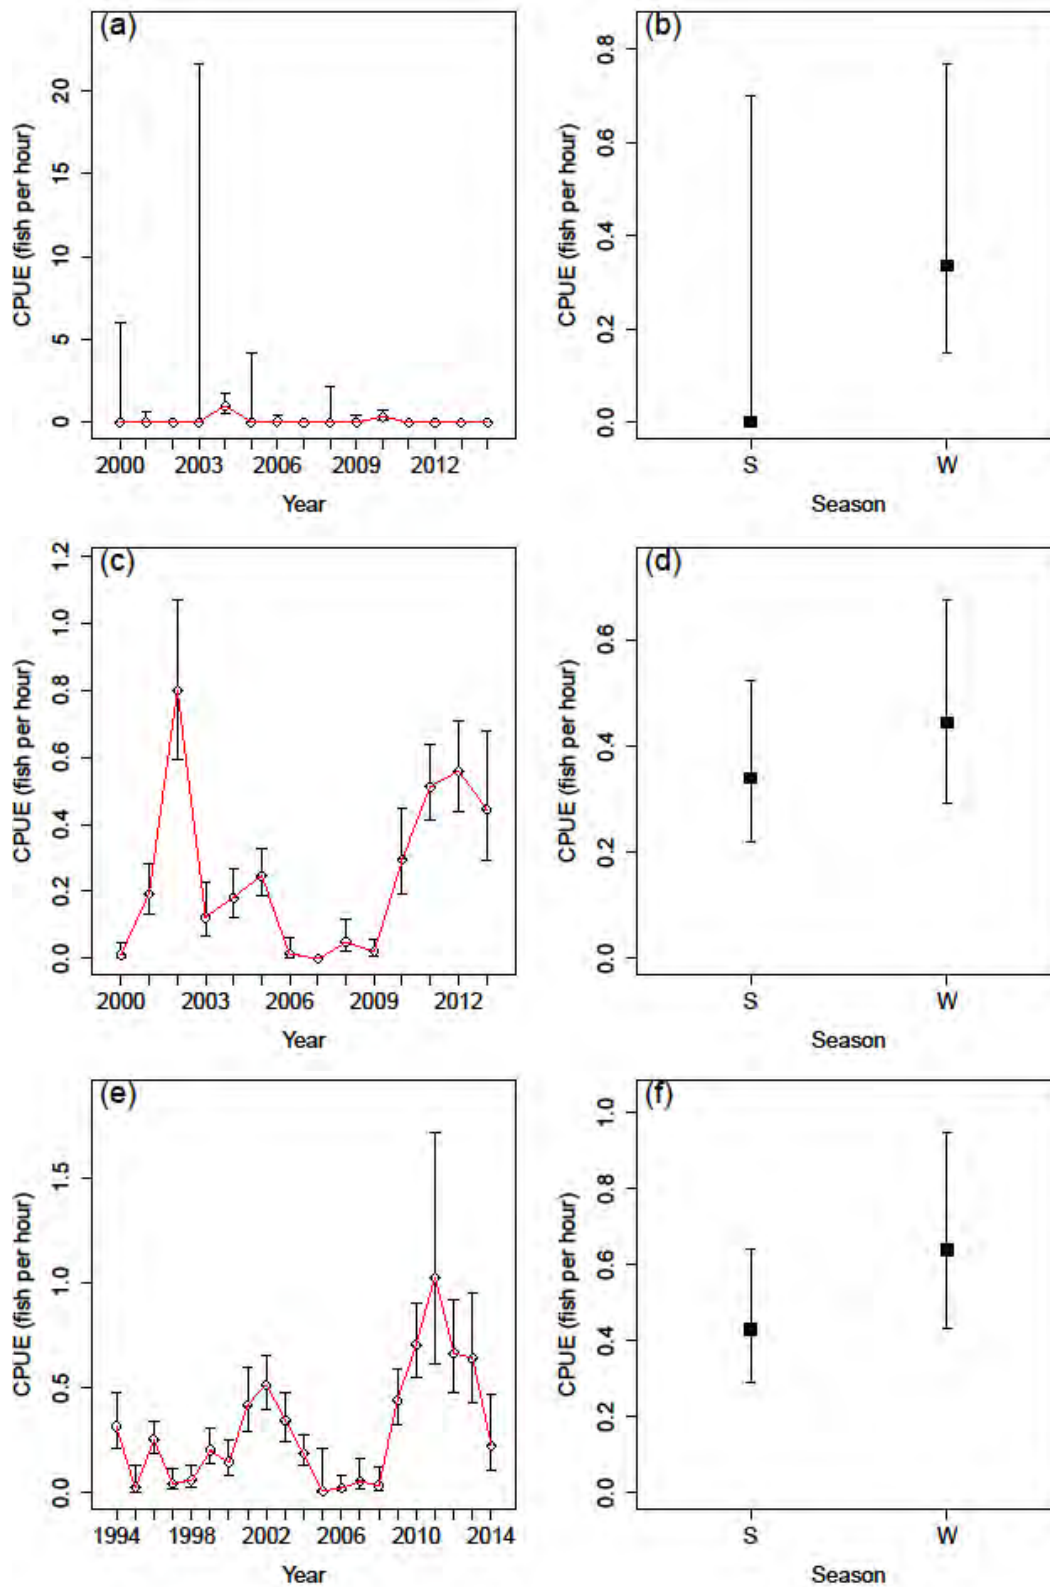 (a)
CPUE (fish per hour)
20
15
10
5
0
2000 2003 2006 2009 2012
Year
(b)
CPUE (fish per hour)
0.8
0.6
0.4
0.2
0.0
S W
Season
(c)
CPUE (fish per hour)
1.2
1.0
0.8
0.6
0.4
0.2
0.0
2000 2003 2006 2009 2012
Year
(d)
CPUE (fish per hour)
0.6
0.4
0.2
0.0
S W
Season
(e)
CPUE (fish per hour)
1.5
1.0
0.5
0.0
1994 1998 2002 2006 2010 2014
Year
(f)
CPUE (fish per hour)
1.0
0.8
0.6
0.4
0.2
0.0
S W
Season